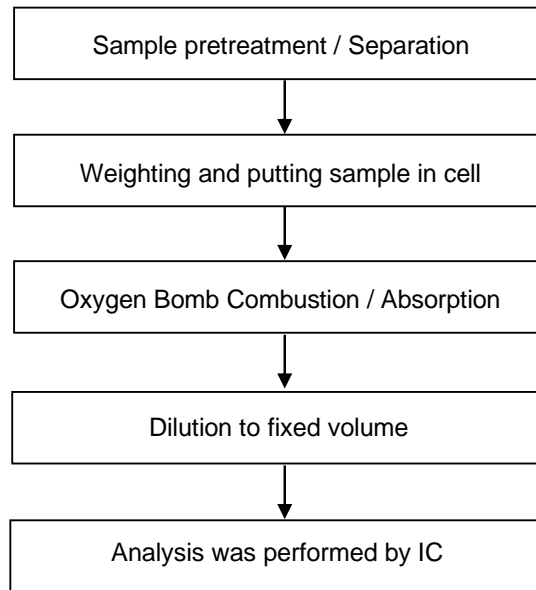 Sample pretreatment / Separation
Weighting and putting sample in cell
Oxygen Bomb Combustion / Absorption
Dilution to fixed volume
Analysis was performed by IC